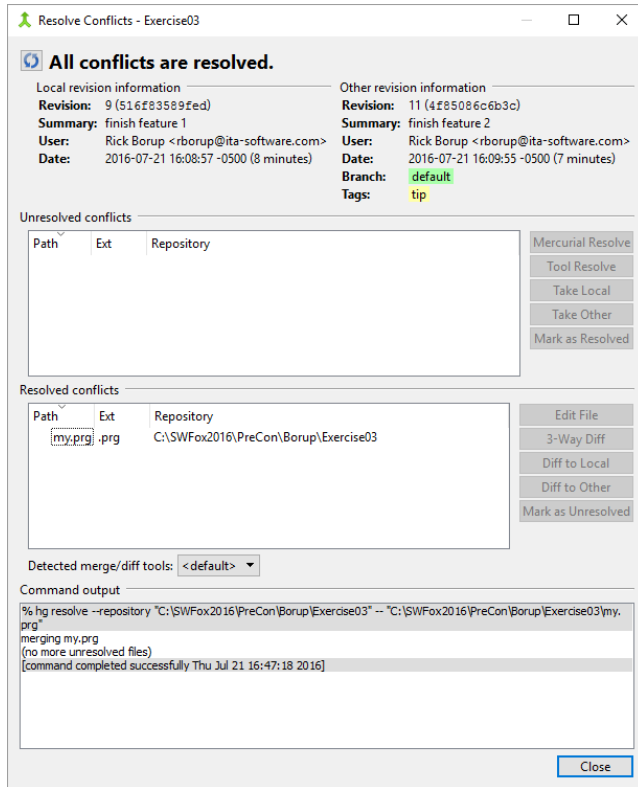 Resolve Conflicts - Exercise03
All conflicts are resolved.
Local revision information
Revision: 9 (516f83589fed)
Summary: finish feature 1
User: Rick Borup <rborup@ita-software.com>
Date: 2016-07-21 16:08:57 -0500 (8 minutes)
Other revision information
Revision: 11 (4f85086c6b3c)
Summary: finish feature 2
User: Rick Borup <rborup@ita-software.com>
Date: 2016-07-21 16:09:55 -0500 (7 minutes)
Branch: default
Tags: tip
Unresolved conflicts
Path Ext Repository
Mercurial Resolve
Tool Resolve
Take Local
Take Other
Mark as Resolved
Resolved conflicts
Path Ext Repository
my.prg .prg C:\SWFox2016\PreCon\Borup\Exercise03
Edit File
3-Way Diff
Diff to Local
Diff to Other
Mark as Unresolved
Detected merge/diff tools: <default>
Command output
% hg resolve --repository "C:\SWFox2016\PreCon\Borup\Exercise03" -- "C:\SWFox2016\PreCon\Borup\Exercise03\my.
prg"
merging my.prg
(no more unresolved files)
[command completed successfully Thu Jul 21 16:47:18 2016]
Close